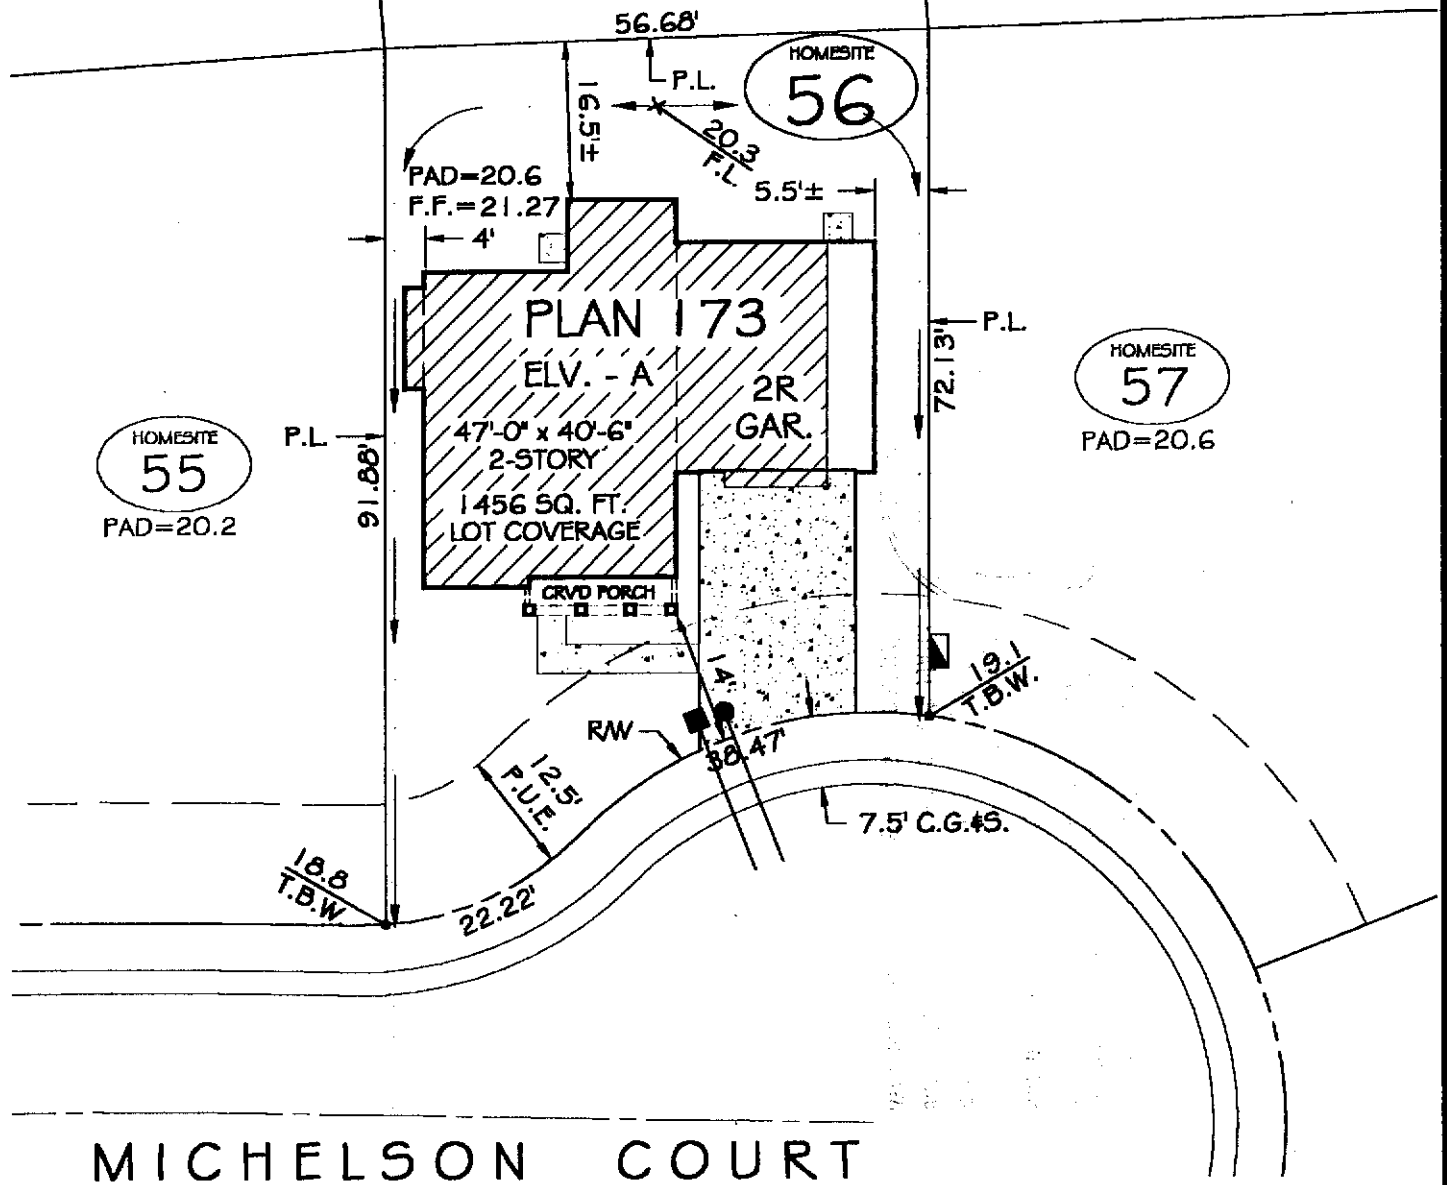 56.68'
P.L.
HOMESITE
56
16.5'±
20.3
F.L.
PAD=20.6
F.F.=21.27
5.5'±
4'
PLAN 173
ELV. - A
2R
GAR.
47'-0" x 40'-6"
2-STORY
1456 SQ. FT.
LOT COVERAGE
P.L.
72.13'
HOMESITE
57
PAD=20.6
HOMESITE
55
PAD=20.2
P.L.
91.88'
CRVD PORCH
14'
19.1
T.B.W.
R/W
38.47'
12.5'
P.U.E.
7.5' C.G.&S.
18.8
T.B.W
22.22'
MICHELSON COURT